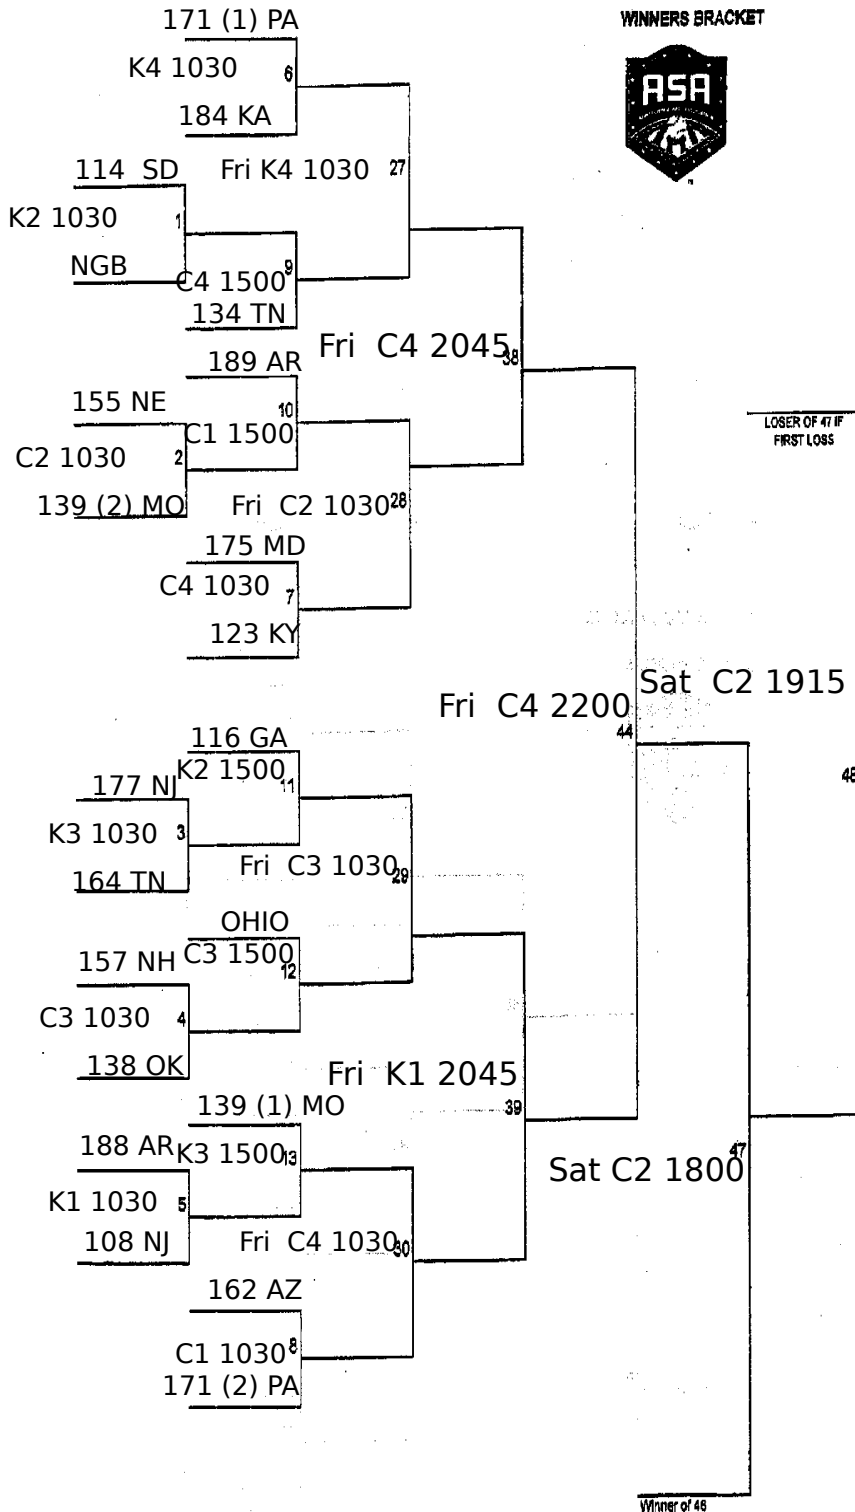 171 (1) PA
WINNERS BRACKET
K4 1030
6
ASA
184 KA
114 SD
Fri K4 1030
27
K2 1030
1
NGB
C4 1500
9
134 TN
Fri C4 2045
38
189 AR
155 NE
10
C1 1500
LOSER OF 47 IF
FIRST LOSS
C2 1030
2
139 (2) MO
Fri C2 1030
28
175 MD
C4 1030
7
123 KY
Sat C2 1915
Fri C4 2200
44
116 GA
K2 1500
11
48
177 NJ
K3 1030
3
Fri C3 1030
29
164 TN
OHIO
C3 1500
12
157 NH
C3 1030
4
138 OK
Fri K1 2045
39
139 (1) MO
188 AR
K3 1500
13
47
Sat C2 1800
K1 1030
5
108 NJ
Fri C4 1030
30
162 AZ
C1 1030
8
171 (2) PA
Winner of 46